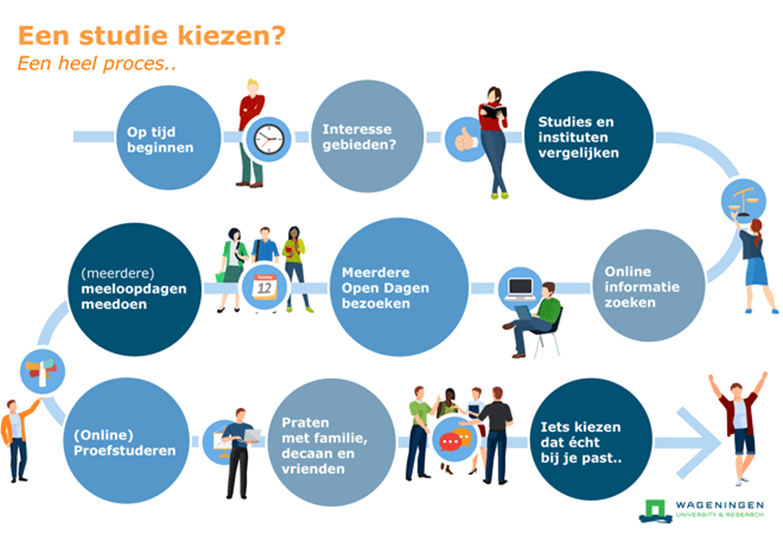 Een studie kiezen?
Een heel proces..
Op tijd
beginnen
Interesse
gebieden?
Studies en
instituten
vergelijken
Online
informatie
zoeken
Meerdere
Open Dagen
bezoeken
Tuesday
12
(meerdere)
meeloopdagen
meedoen
(Online)
Proefstuderen
Praten
met familie,
decaan en
vrienden
Iets kiezen
dat écht
bij je past..
WAGENINGEN
UNIVERSITY & RESEARCH